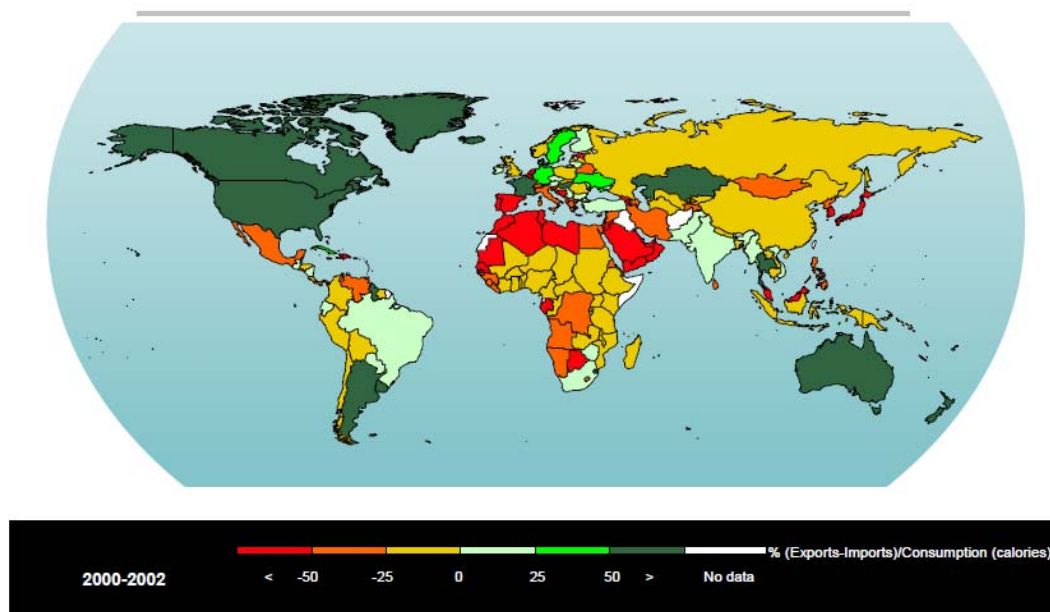 % (Exports-Imports)/Consumption (calories)
2000-2002 < -50 -25 0 25 50 > No data